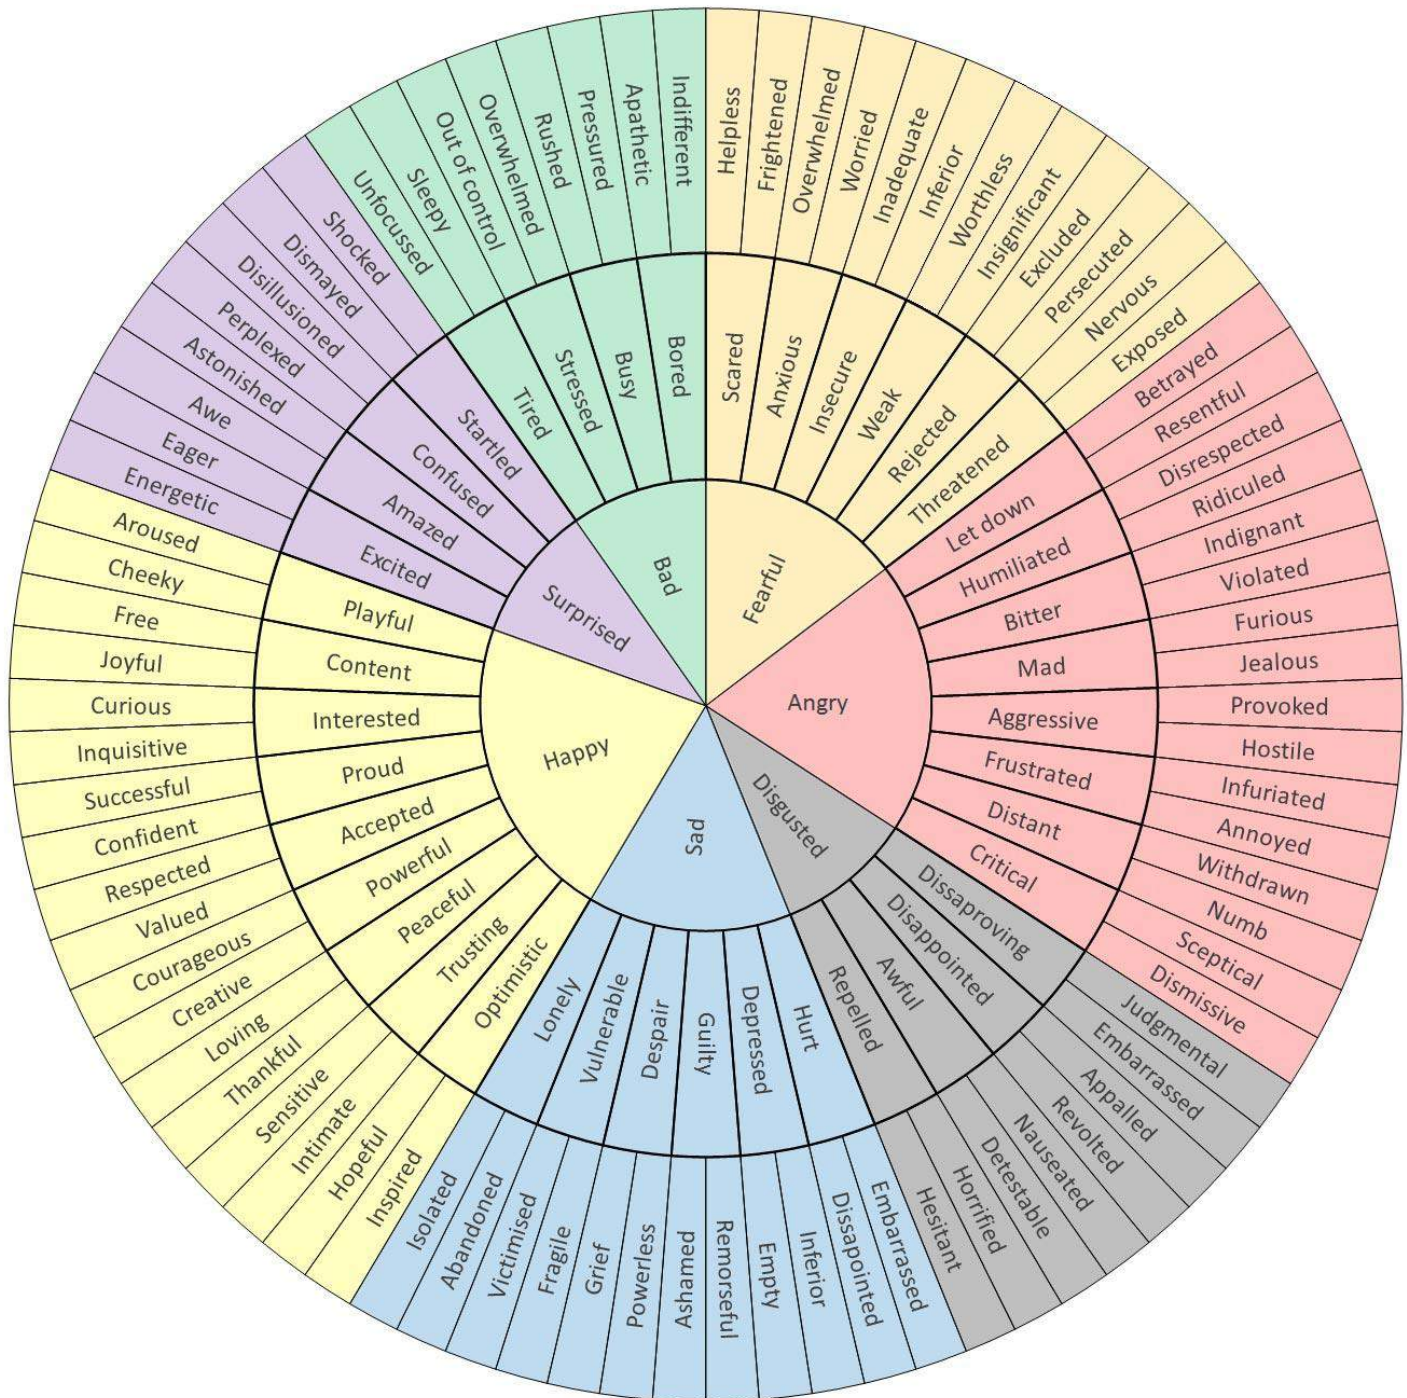 Fearful
Angry
Disgusted
Sad
Happy
Surprised
Bad
Scared
Anxious
Insecure
Weak
Rejected
Threatened
Let down
Humiliated
Bitter
Mad
Aggressive
Frustrated
Distant
Critical
Dissaproving
Disappointed
Awful
Repelled
Hurt
Depressed
Guilty
Despair
Vulnerable
Lonely
Optimistic
Trusting
Peaceful
Powerful
Accepted
Proud
Interested
Content
Playful
Excited
Amazed
Confused
Startled
Tired
Stressed
Busy
Bored
Helpless
Frightened
Overwhelmed
Worried
Inadequate
Inferior
Worthless
Insignificant
Excluded
Persecuted
Nervous
Exposed
Betrayed
Resentful
Disrespected
Ridiculed
Indignant
Violated
Furious
Jealous
Provoked
Hostile
Infuriated
Annoyed
Withdrawn
Numb
Sceptical
Dismissive
Judgmental
Embarrassed
Appalled
Revolted
Nauseated
Detestable
Horrified
Hesitant
Embarrassed
Dissapointed
Inferior
Empty
Remorseful
Ashamed
Powerless
Grief
Fragile
Victimised
Abandoned
Isolated
Inspired
Hopeful
Intimate
Sensitive
Thankful
Loving
Creative
Courageous
Valued
Respected
Confident
Successful
Inquisitive
Curious
Joyful
Free
Cheeky
Aroused
Energetic
Eager
Awe
Astonished
Perplexed
Disillusioned
Dismayed
Shocked
Unfocussed
Sleepy
Out of control
Overwhelmed
Rushed
Pressured
Apathetic
Indifferent